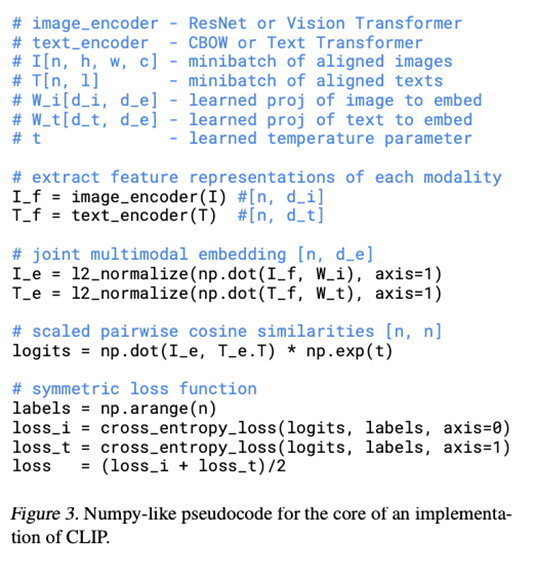 # image_encoder - ResNet or Vision Transformer
# text_encoder  - CBOW or Text Transformer
# I[n, h, w, c] - minibatch of aligned images
# T[n, l]       - minibatch of aligned texts
# W_i[d_i, d_e] - learned proj of image to embed
# W_t[d_t, d_e] - learned proj of text to embed
# t             - learned temperature parameter
# extract feature representations of each modality
I_f = image_encoder(I) #[n, d_i]
T_f = text_encoder(T)  #[n, d_t]
# joint multimodal embedding [n, d_e]
I_e = l2_normalize(np.dot(I_f, W_i), axis=1)
T_e = l2_normalize(np.dot(T_f, W_t), axis=1)
# scaled pairwise cosine similarities [n, n]
logits = np.dot(I_e, T_e.T) * np.exp(t)
# symmetric loss function
labels = np.arange(n)
loss_i = cross_entropy_loss(logits, labels, axis=0)
loss_t = cross_entropy_loss(logits, labels, axis=1)
loss   = (loss_i + loss_t)/2
Figure 3. Numpy-like pseudocode for the core of an implementa-
tion of CLIP.